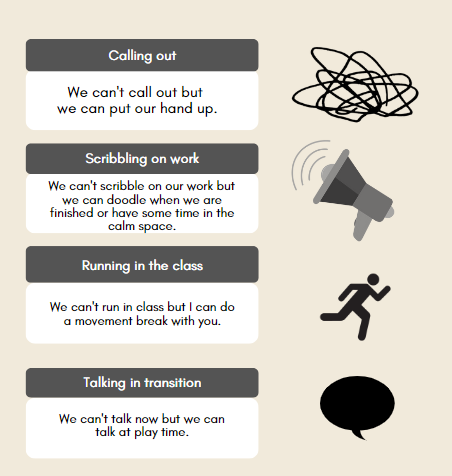 Calling out
We can't call out but
we can put our hand up.
Scribbling on work
We can't scribble on our work but
we can doodle when we are
finished or have some time in the
calm space.
Running in the class
We can't run in class but I can do
a movement break with you.
Talking in transition
We can't talk now but we can
talk at play time.